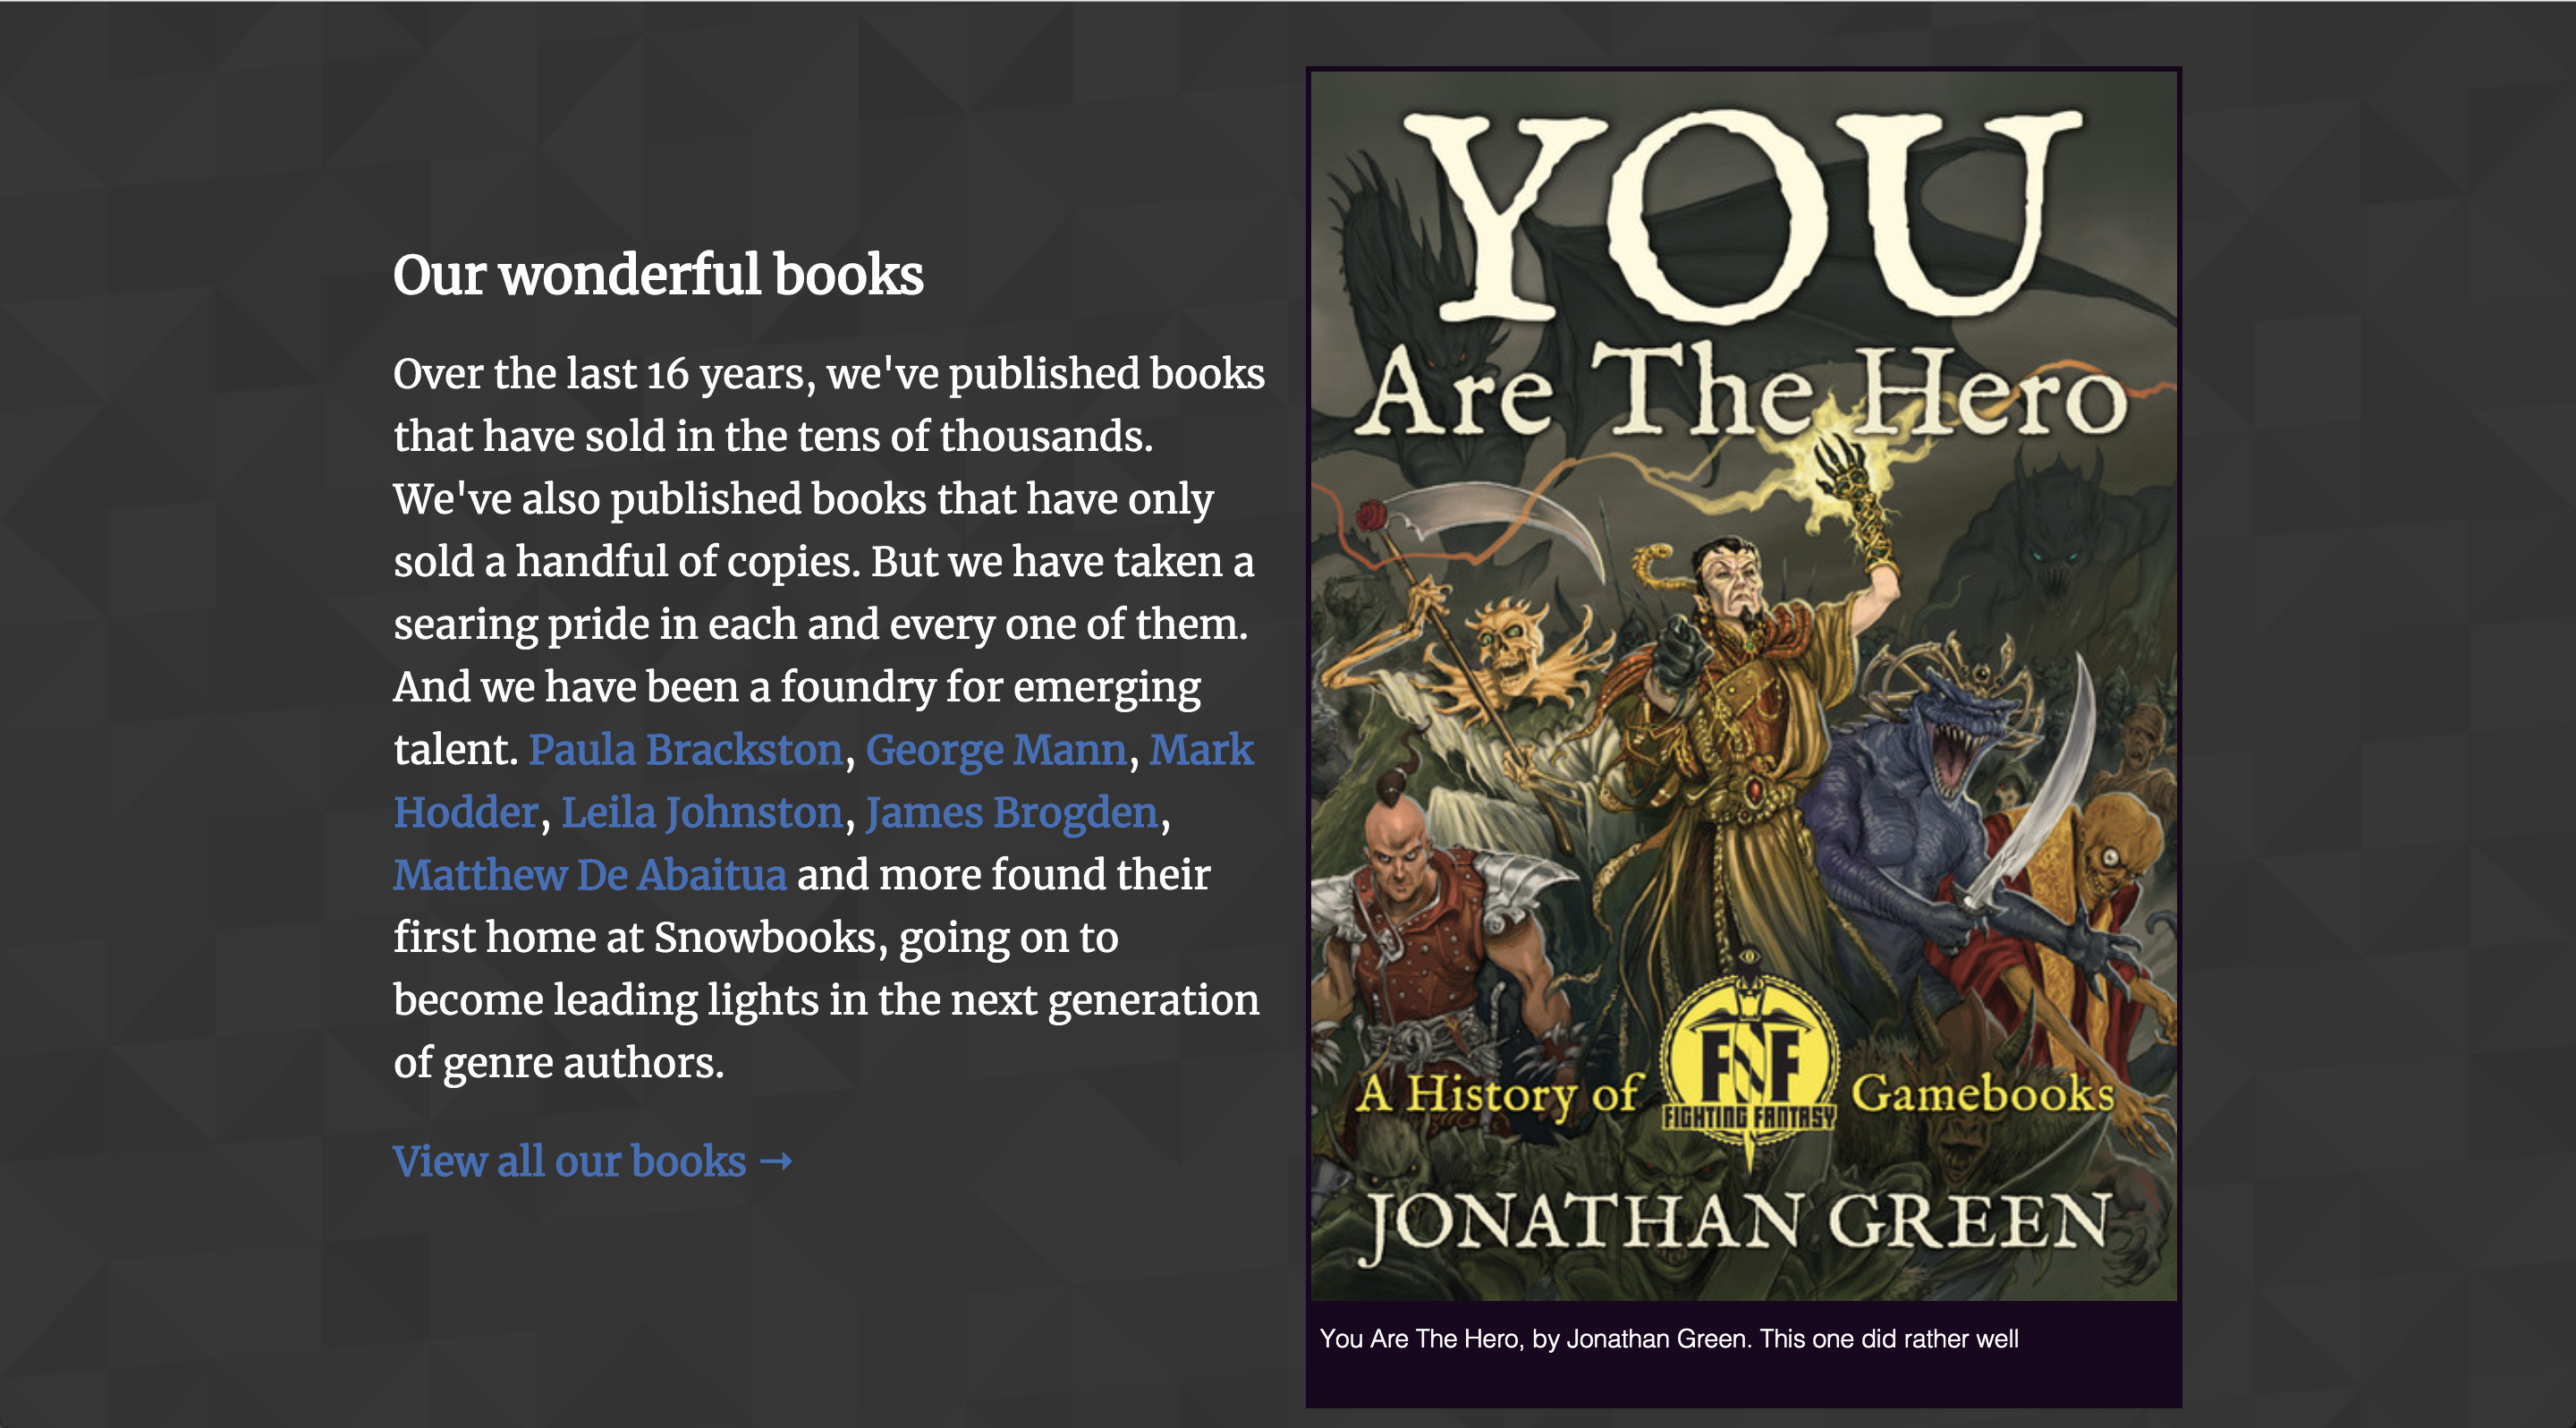 Our wonderful books
Over the last 16 years, we've published books
that have sold in the tens of thousands.
We've also published books that have only
sold a handful of copies. But we have taken a
searing pride in each and every one of them.
And we have been a foundry for emerging
talent. Paula Brackston, George Mann, Mark
Hodder, Leila Johnston, James Brogden,
Matthew De Abaitua and more found their
first home at Snowbooks, going on to
become leading lights in the next generation
of genre authors.
View all our books →
YOU
Are The Hero
A History of FF Gamebooks
FIGHTING FANTASY
JONATHAN GREEN
You Are The Hero, by Jonathan Green. This one did rather well